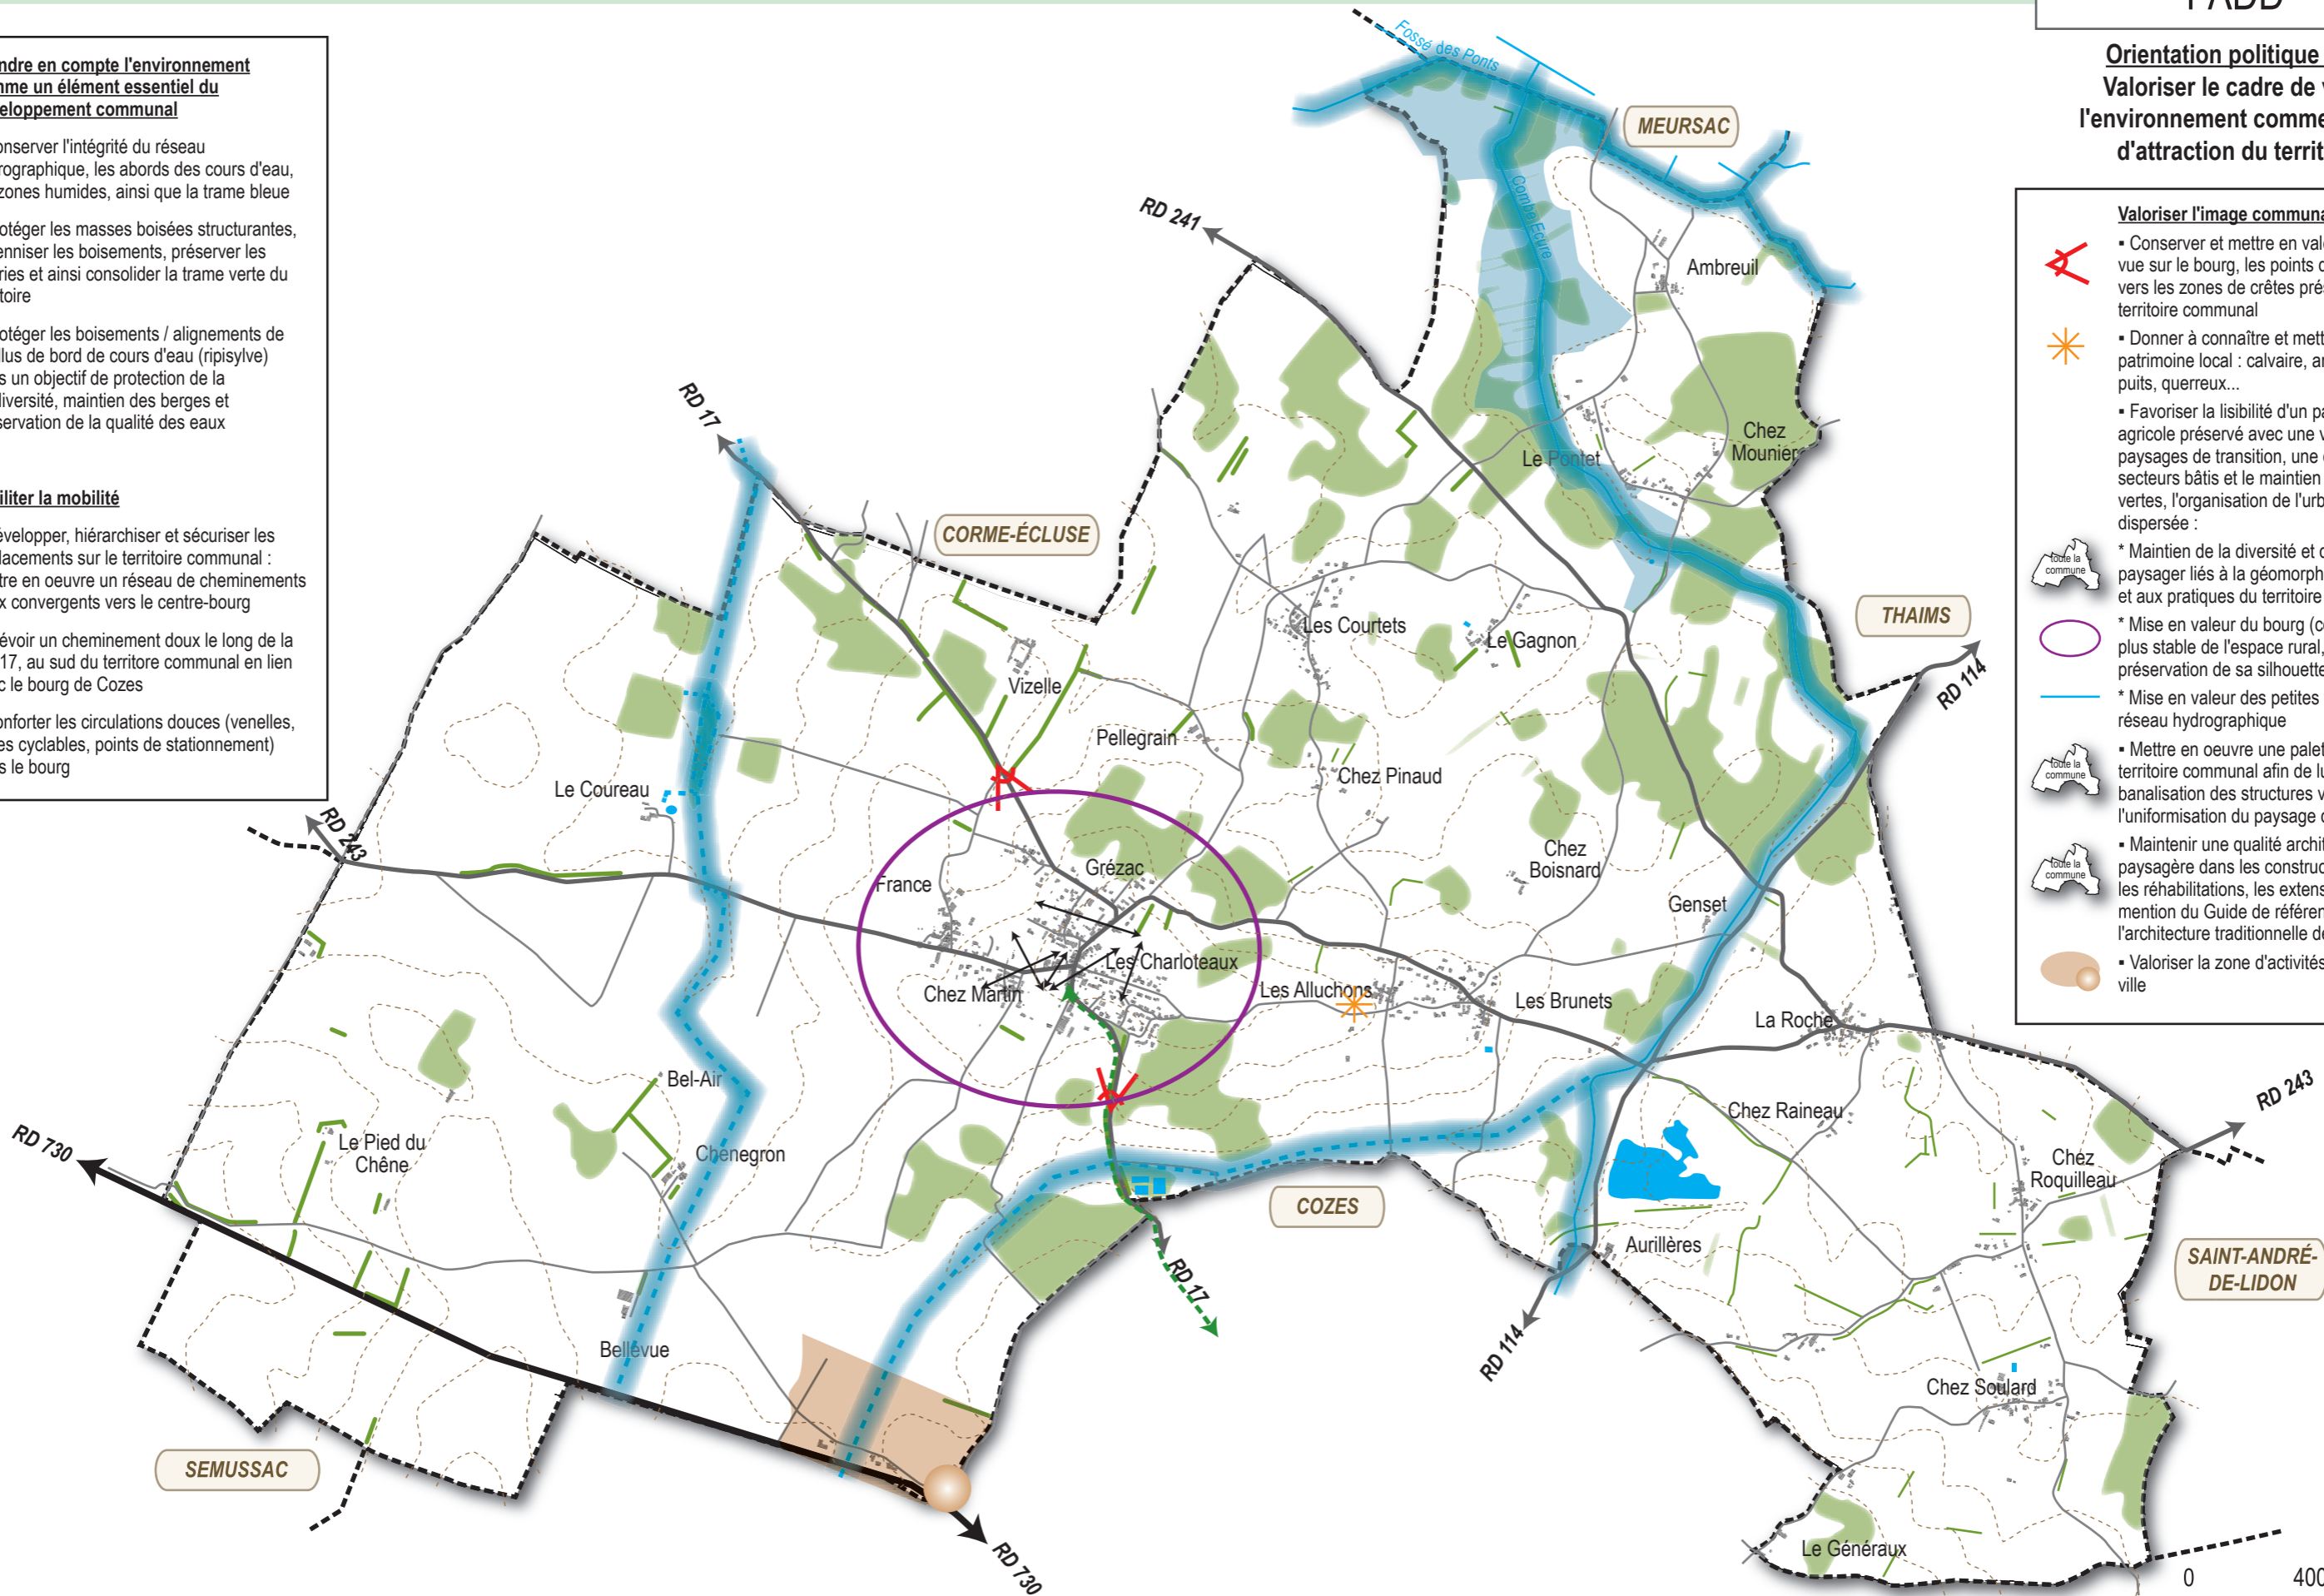 PADD
ndre en compte l'environnement
mme un élément essentiel du
eloppement communal
onserver l'intégrité du réseau
rographique, les abords des cours d'eau,
zones humides, ainsi que la trame bleue
otéger les masses boisées structurantes,
enniser les boisements, préserver les
ries et ainsi consolider la trame verte du
toire
otéger les boisements / alignements de
llus de bord de cours d'eau (ripisylve)
s un objectif de protection de la
iversité, maintien des berges et
servation de la qualité des eaux
iliter la mobilité
évelopper, hiérarchiser et sécuriser les
lacements sur le territoire communal :
tre en oeuvre un réseau de cheminements
x convergents vers le centre-bourg
évoir un cheminement doux le long de la
17, au sud du territore communal en lien
c le bourg de Cozes
onforter les circulations douces (venelles,
es cyclables, points de stationnement)
s le bourg
Orientation politique
Valoriser le cadre de v
l'environnement comme
d'attraction du territ
Valoriser l'image communa
▪ Conserver et mettre en vale
vue sur le bourg, les points d
vers les zones de crêtes pré
territoire communal
▪ Donner à connaître et mett
patrimoine local : calvaire, a
puits, querreux...
▪ Favoriser la lisibilité d'un pa
agricole préservé avec une v
paysages de transition, une
secteurs bâtis et le maintien
vertes, l'organisation de l'urb
dispersée :
toute la
commune
* Maintien de la diversité et d
paysager liés à la géomorph
et aux pratiques du territoire
* Mise en valeur du bourg (c
plus stable de l'espace rural,
préservation de sa silhouette
* Mise en valeur des petites
réseau hydrographique
toute la
commune
▪ Mettre en oeuvre une palet
territoire communal afin de lu
banalisation des structures v
l'uniformisation du paysage
toute la
commune
▪ Maintenir une qualité archit
paysagère dans les construc
les réhabilitations, les extens
mention du Guide de référen
l'architecture traditionnelle de
▪ Valoriser la zone d'activités
ville
Fossé des Ponts
MEURSAC
Combe Ecure
RD 241
Ambreuil
RD 17
Chez
Mounier
Le Pontet
CORME-ÉCLUSE
THAIMS
Les Courtets
Le Gagnon
RD 114
Vizelle
Pellegrain
Chez Pinaud
Le Coureau
RD 243
Chez
Boisnard
France
Grézac
Genset
Les Charloteaux
Chez Martin
Les Alluchons
Les Brunets
La Roche
Bel-Air
Chez Raineau
RD 243
RD 730
Le Pied du
Chêne
Chenegron
Chez
Roquilleau
COZES
Aurillères
SAINT-ANDRÉ-
DE-LIDON
RD 17
Bellevue
RD 114
Chez Soulard
SEMUSSAC
RD 730
Le Généraux
0
400